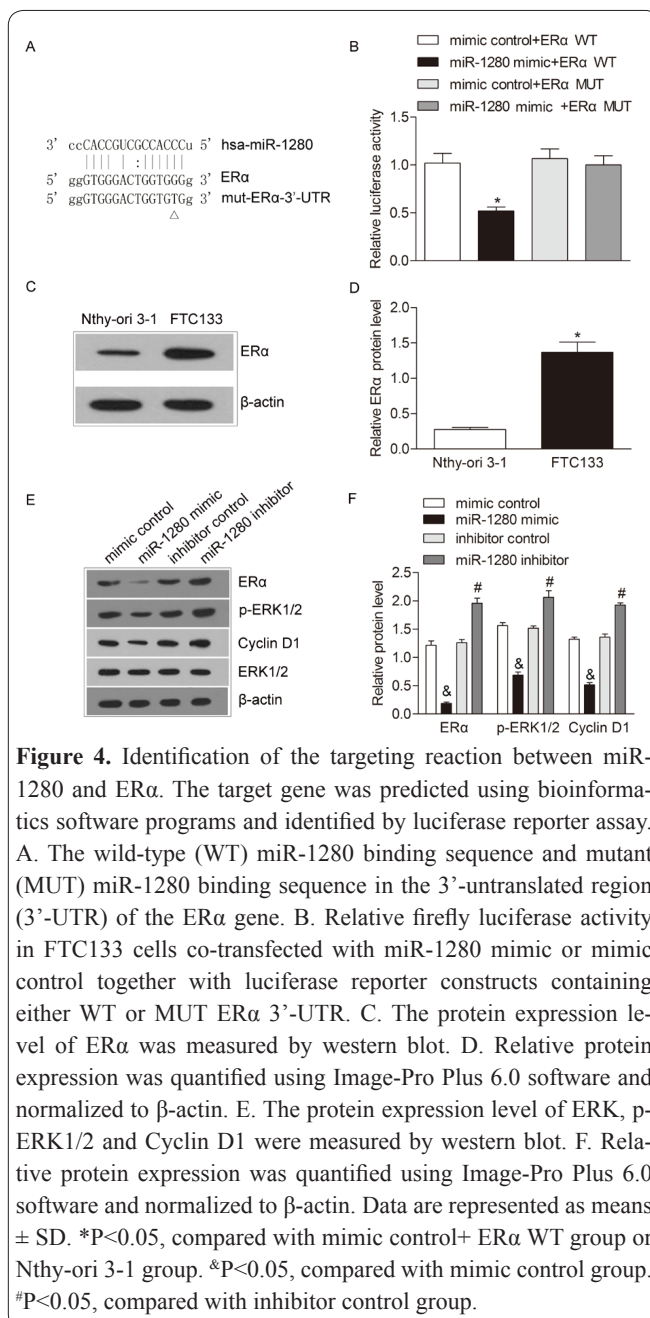 A
3' ccCACCGUCGCCACCCu 5' hsa-miR-1280
|||| | :||||||
5' ggGTGGGACTGGTGGGg 3' ERα
5' ggGTGGGACTGGTGTGg 3' mut-ERα-3'-UTR
△
B
mimic control+ERα WT
miR-1280 mimic+ERα WT
mimic control+ERα MUT
miR-1280 mimic +ERα MUT
Relative luciferase activity
1.5
1.0
0.5
0.0
*
C
Nthy-ori 3-1 FTC133
ERα
β-actin
D
Relative ERα protein level
2.0
1.5
1.0
0.5
0.0
*
Nthy-ori 3-1 FTC133
E
mimic control
miR-1280 mimic
inhibitor control
miR-1280 inhibitor
ERα
p-ERK1/2
Cyclin D1
ERK1/2
β-actin
F
mimic control
miR-1280 mimic
inhibitor control
miR-1280 inhibitor
Relative protein level
2.5
2.0
1.5
1.0
0.5
0.0
& # & # & #
ERα p-ERK1/2 Cyclin D1
Figure 4. Identification of the targeting reaction between miR-
1280 and ERα. The target gene was predicted using bioinforma-
tics software programs and identified by luciferase reporter assay.
A. The wild-type (WT) miR-1280 binding sequence and mutant
(MUT) miR-1280 binding sequence in the 3'-untranslated region
(3'-UTR) of the ERα gene. B. Relative firefly luciferase activity
in FTC133 cells co-transfected with miR-1280 mimic or mimic
control together with luciferase reporter constructs containing
either WT or MUT ERα 3'-UTR. C. The protein expression le-
vel of ERα was measured by western blot. D. Relative protein
expression was quantified using Image-Pro Plus 6.0 software and
normalized to β-actin. E. The protein expression level of ERK, p-
ERK1/2 and Cyclin D1 were measured by western blot. F. Rela-
tive protein expression was quantified using Image-Pro Plus 6.0
software and normalized to β-actin. Data are represented as means
± SD. *P<0.05, compared with mimic control+ ERα WT group or
Nthy-ori 3-1 group. &P<0.05, compared with mimic control group.
#P<0.05, compared with inhibitor control group.